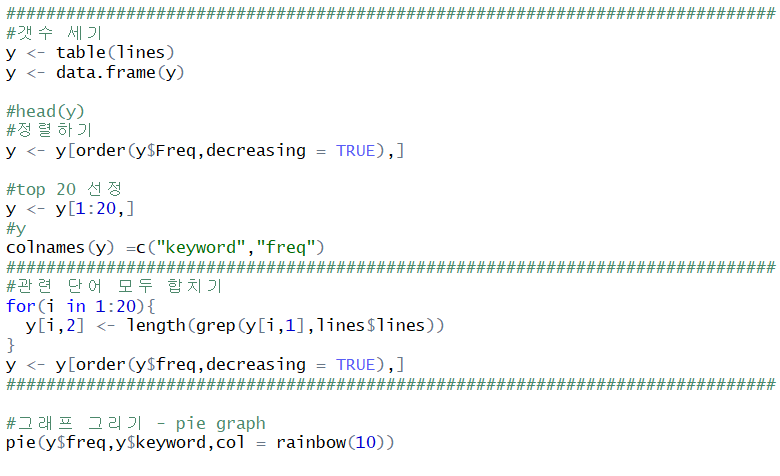 #############################################################################
#갯수 세기
y <- table(lines)
y <- data.frame(y)
#head(y)
#정렬하기
y <- y[order(y$Freq,decreasing = TRUE),]
#top 20 선정
y <- y[1:20,]
#y
colnames(y) =c("keyword","freq")
#############################################################################
#관련 단어 모두 합치기
for(i in 1:20){
  y[i,2] <- length(grep(y[i,1],lines$lines))
}
y <- y[order(y$freq,decreasing = TRUE),]
#############################################################################
#그래프 그리기 - pie graph
pie(y$freq,y$keyword,col = rainbow(10))